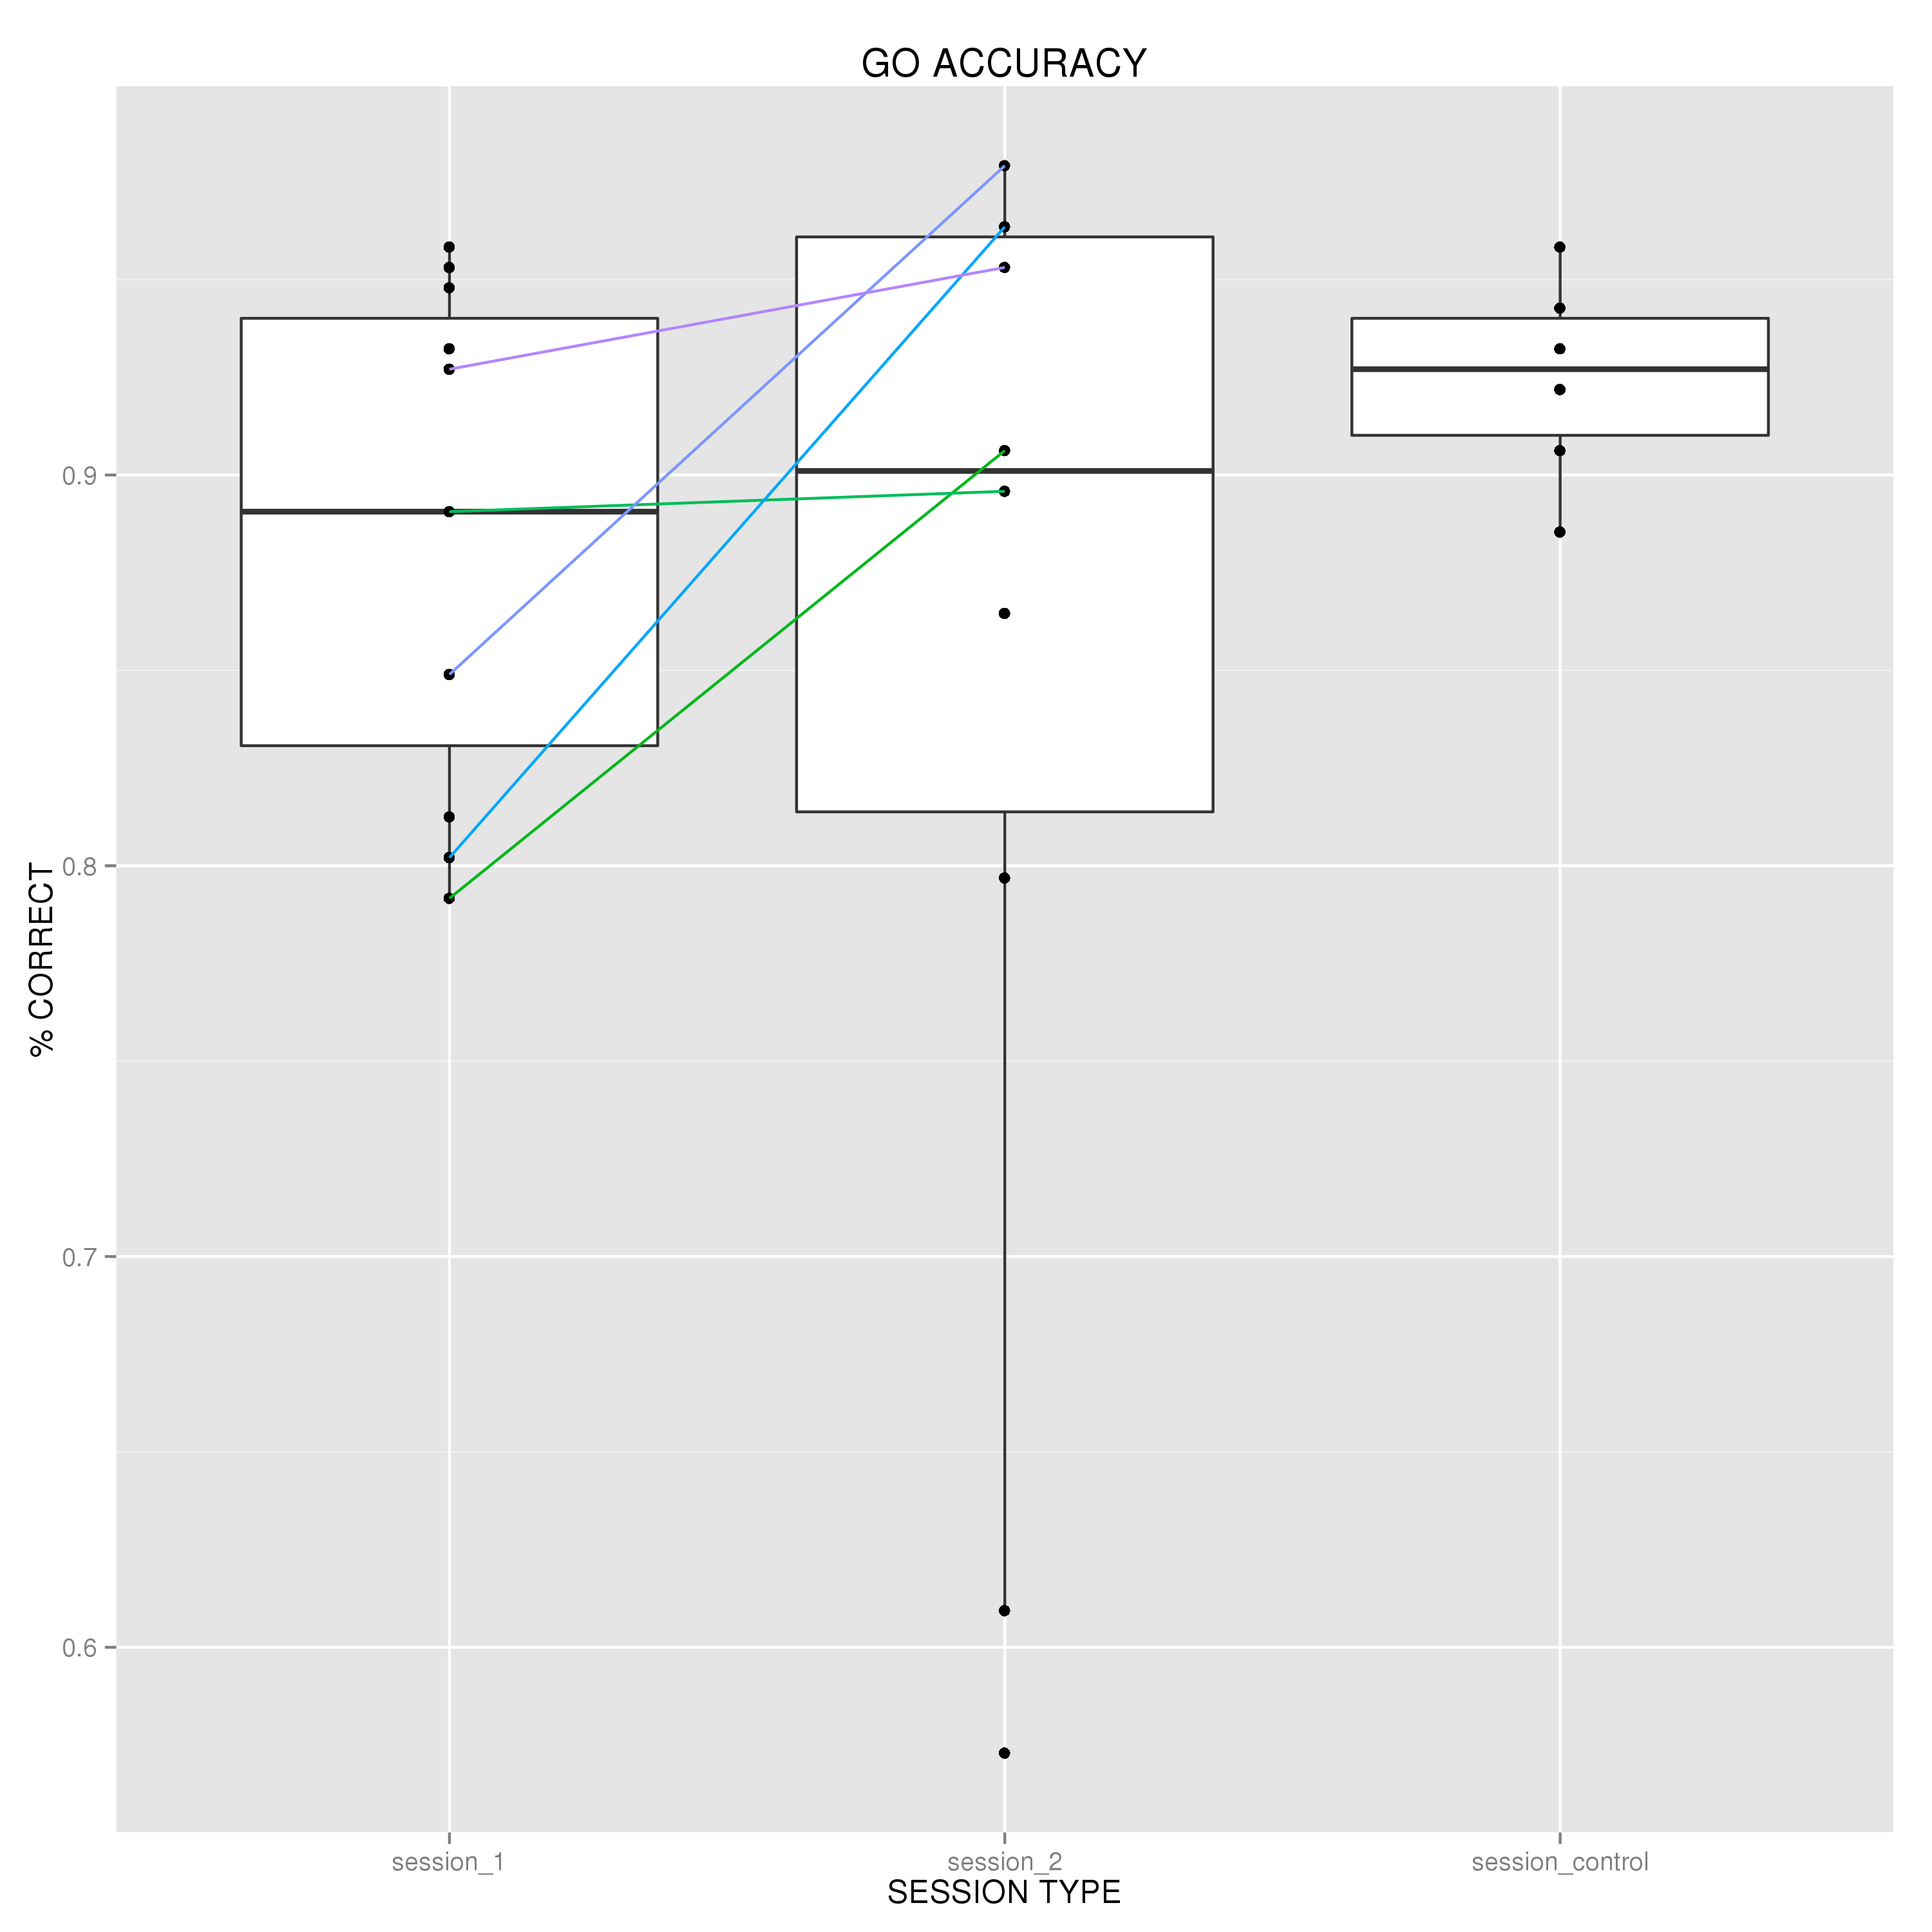 GO ACCURACY
% CORRECT
0.9
0.8
0.7
0.6
session_1
session_2
session_control
SESSION TYPE